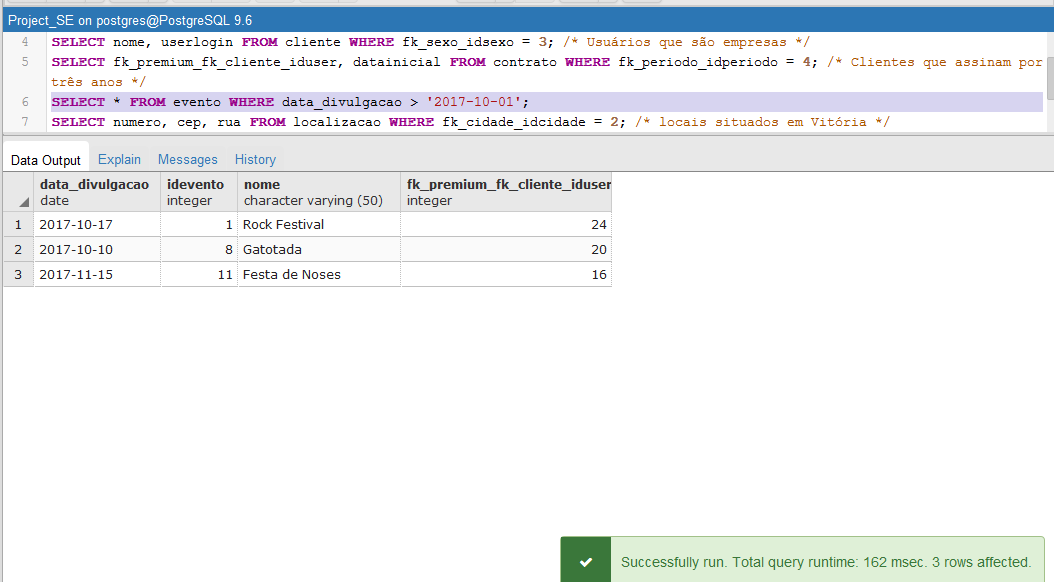 Project_SE on postgres@PostgreSQL 9.6
4 SELECT nome, userlogin FROM cliente WHERE fk_sexo_idsexo = 3; /* Usuários que são empresas */
5 SELECT fk_premium_fk_cliente_iduser, datainicial FROM contrato WHERE fk_periodo_idperiodo = 4; /* Clientes que assinam por
três anos */
6 SELECT * FROM evento WHERE data_divulgacao > '2017-10-01';
7 SELECT numero, cep, rua FROM localizacao WHERE fk_cidade_idcidade = 2; /* locais situados em Vitória */
Data Output Explain Messages History
data_divulgacao idevento nome fk_premium_fk_cliente_iduser
date integer character varying (50) integer
1 2017-10-17 1 Rock Festival 24
2 2017-10-10 8 Gatotada 20
3 2017-11-15 11 Festa de Noses 16
Successfully run. Total query runtime: 162 msec. 3 rows affected.